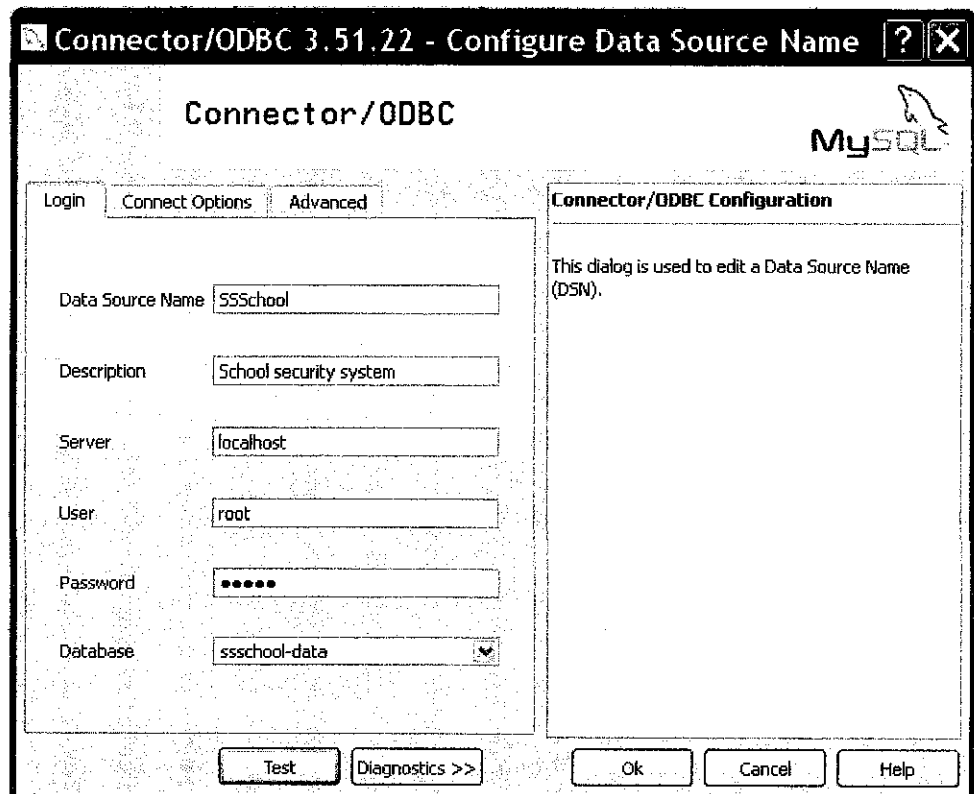 Connector/ODBC 3.51.22 - Configure Data Source Name ? X
Connector/ODBC
MySQL
Login Connect Options Advanced
Data Source Name SSSchool
Description School security system
Server localhost
User root
Password •••••
Database ssschool-data
Connector/ODBC Configuration
This dialog is used to edit a Data Source Name
(DSN).
Test Diagnostics >> Ok Cancel Help